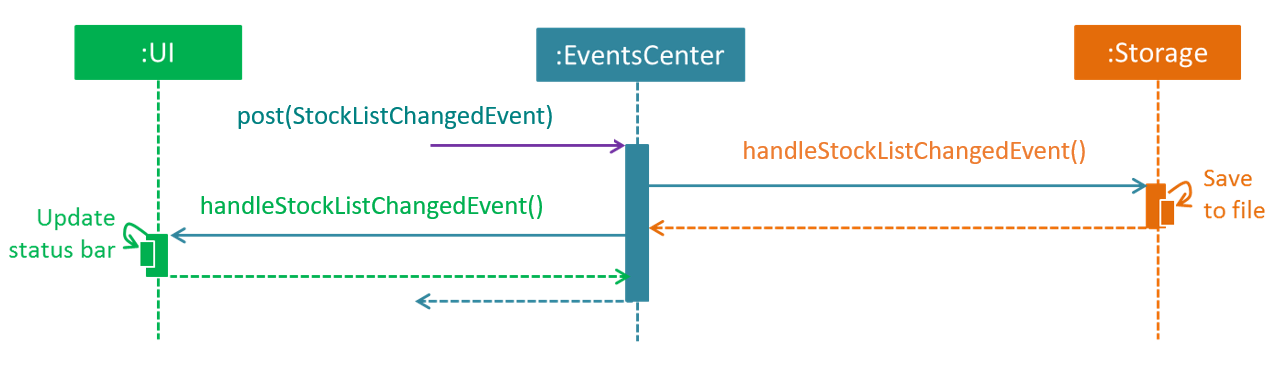 :UI
:EventsCenter
:Storage
post(StockListChangedEvent)
handleStockListChangedEvent()
Save
to file
handleStockListChangedEvent()
Update
status bar